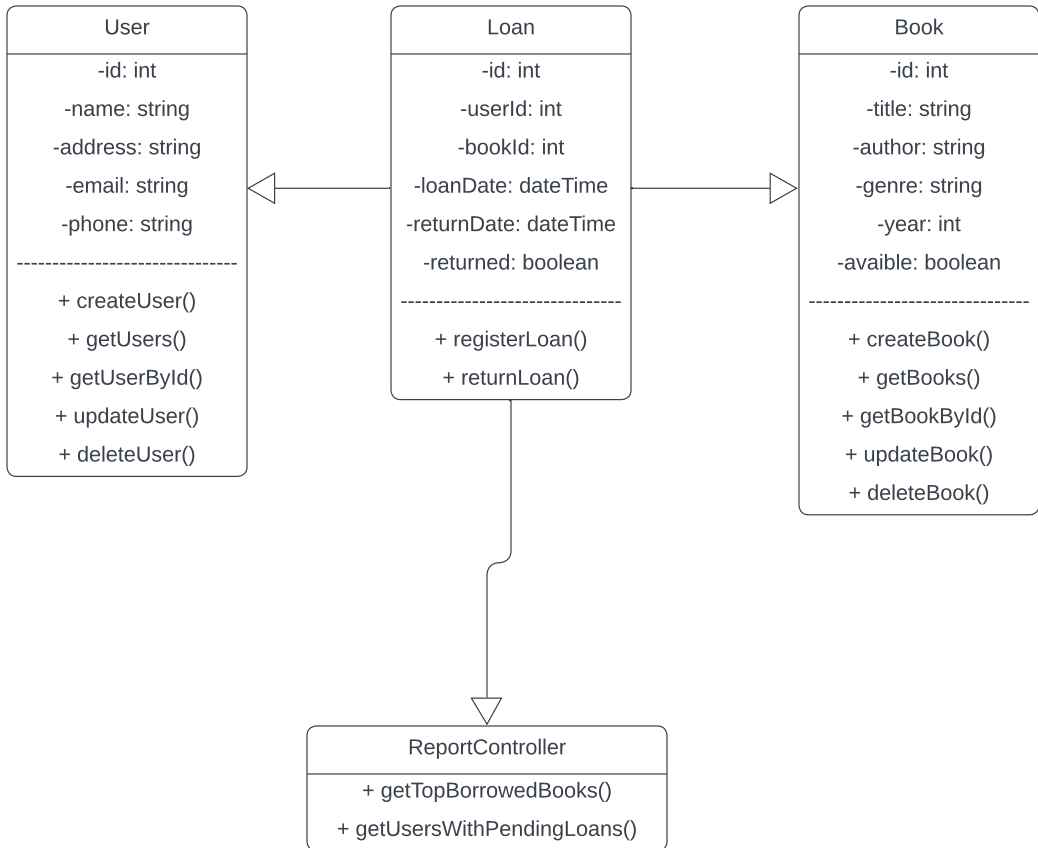 User
-id: int
-name: string
-address: string
-email: string
-phone: string
-------------------------------
+ createUser()
+ getUsers()
+ getUserById()
+ updateUser()
+ deleteUser()
Loan
-id: int
-userId: int
-bookId: int
-loanDate: dateTime
-returnDate: dateTime
-returned: boolean
-------------------------------
+ registerLoan()
+ returnLoan()
Book
-id: int
-title: string
-author: string
-genre: string
-year: int
-avaible: boolean
-------------------------------
+ createBook()
+ getBooks()
+ getBookById()
+ updateBook()
+ deleteBook()
ReportController
+ getTopBorrowedBooks()
+ getUsersWithPendingLoans()